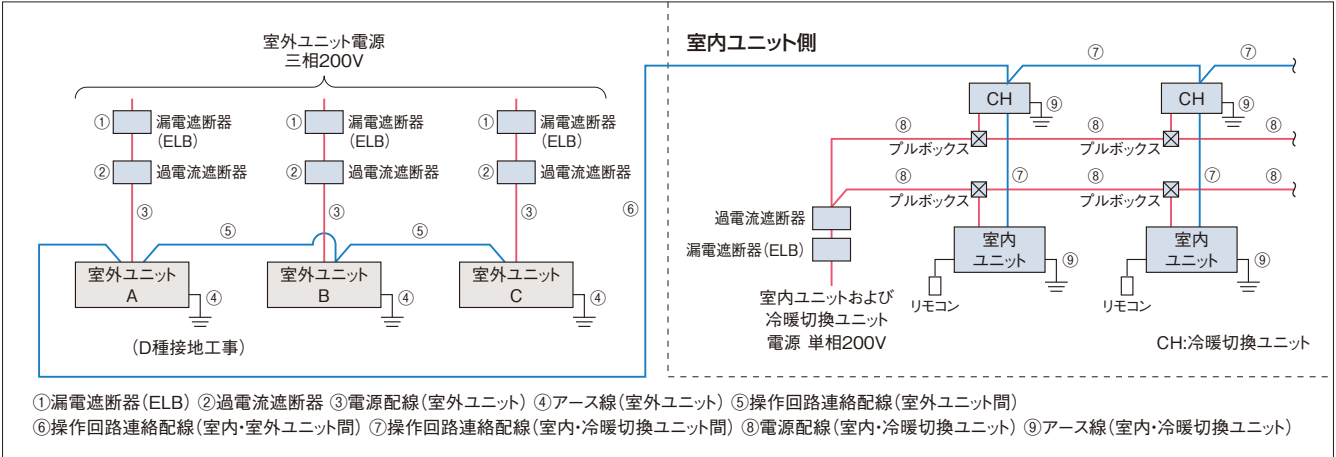 室外ユニット電源
三相200V
① 漏電遮断器
(ELB)
① 漏電遮断器
(ELB)
① 漏電遮断器
(ELB)
② 過電流遮断器
② 過電流遮断器
② 過電流遮断器
③
③
③
⑤
⑤
⑥
室外ユニット
A
④
室外ユニット
B
④
室外ユニット
C
④
(D種接地工事)
室内ユニット側
⑦
⑦
CH
⑨
CH
⑨
⑧
⑧
⑧
プルボックス
プルボックス
⑧
⑦
⑧
⑦
⑧
プルボックス
プルボックス
過電流遮断器
漏電遮断器(ELB)
室内
ユニット
⑨
室内
ユニット
⑨
リモコン
リモコン
室内ユニットおよび
冷暖切換ユニット
電源 単相200V
CH:冷暖切換ユニット
①漏電遮断器(ELB) ②過電流遮断器 ③電源配線(室外ユニット) ④アース線(室外ユニット) ⑤操作回路連絡配線(室外ユニット間)
⑥操作回路連絡配線(室内・室外ユニット間) ⑦操作回路連絡配線(室内・冷暖切換ユニット間) ⑧電源配線(室内・冷暖切換ユニット) ⑨アース線(室内・冷暖切換ユニット)